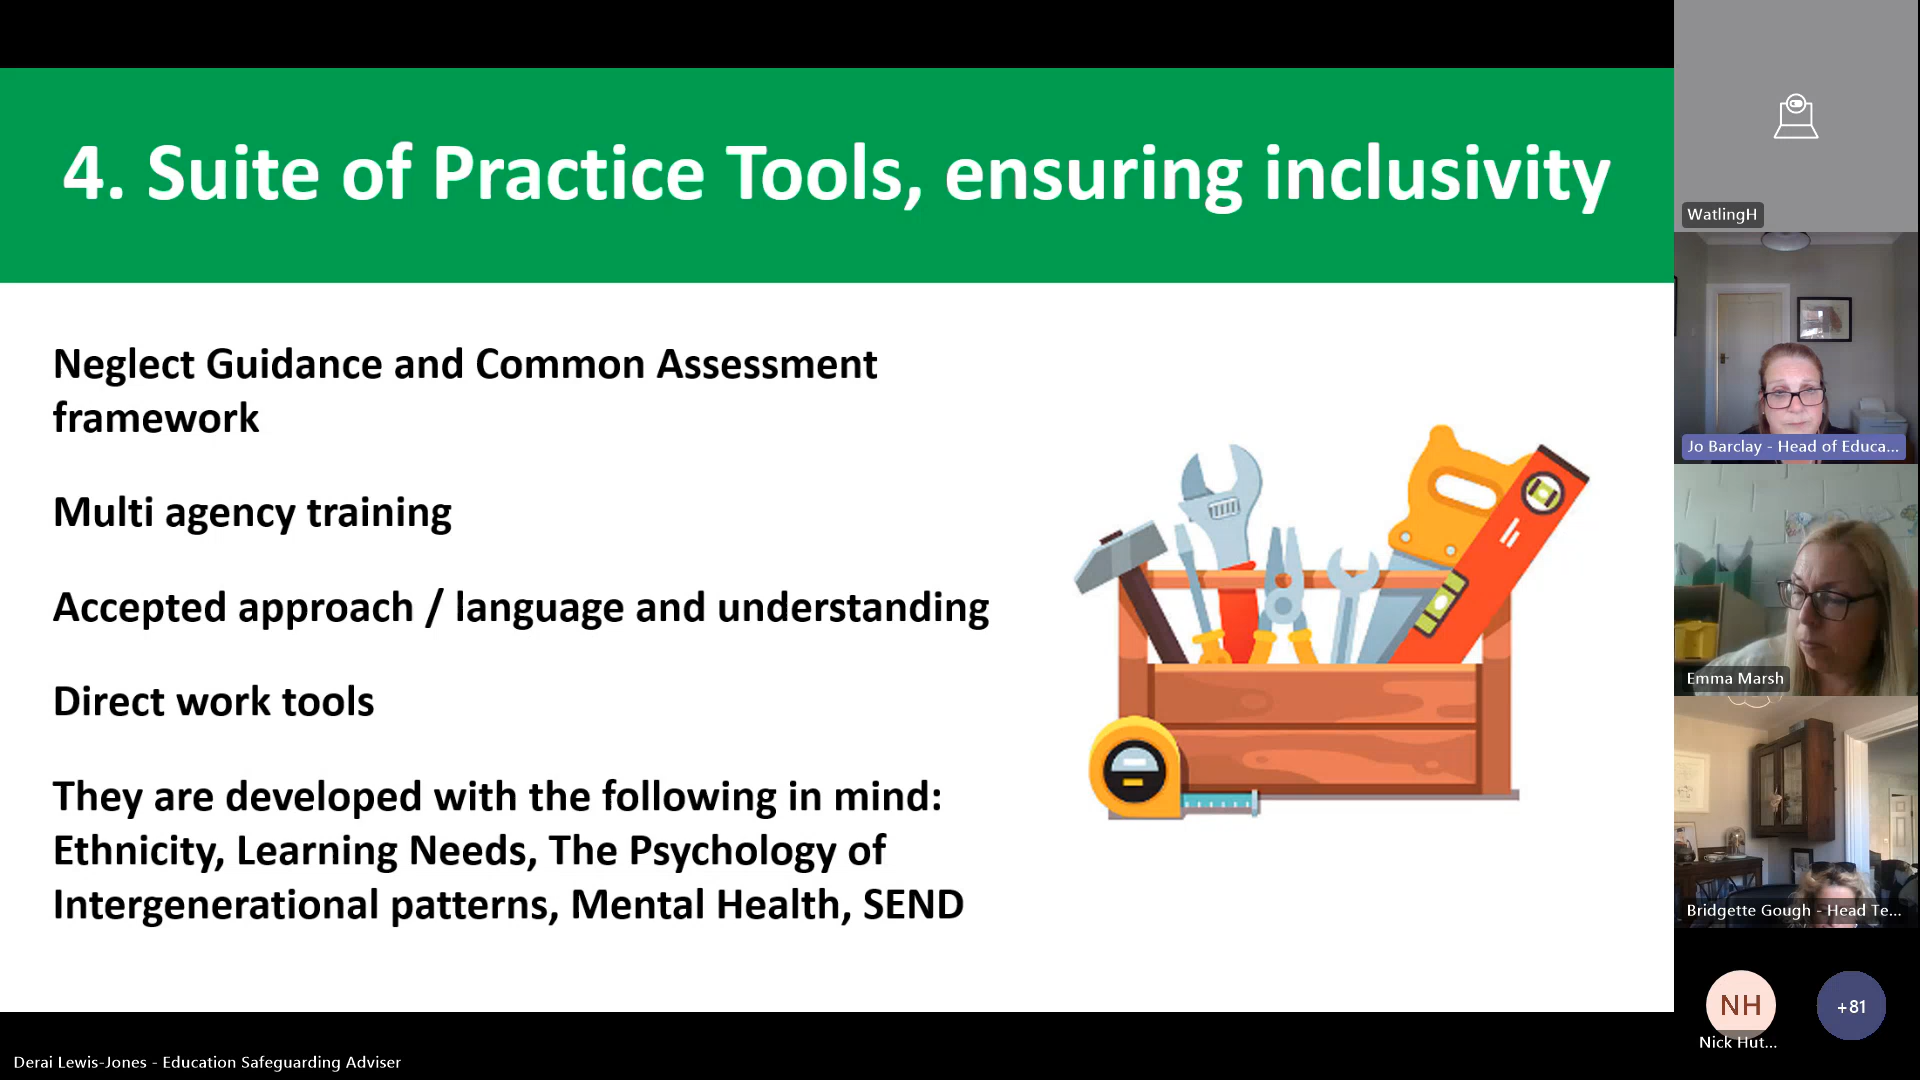 4. Suite of Practice Tools, ensuring inclusivity
Neglect Guidance and Common Assessment
framework
Multi agency training
Accepted approach / language and understanding
Direct work tools
They are developed with the following in mind:
Ethnicity, Learning Needs, The Psychology of
Intergenerational patterns, Mental Health, SEND
Derai Lewis-Jones - Education Safeguarding Adviser
WatlingH
Jo Barclay - Head of Educa...
Emma Marsh
Bridgette Gough - Head Te...
NH
Nick Hut...
+81